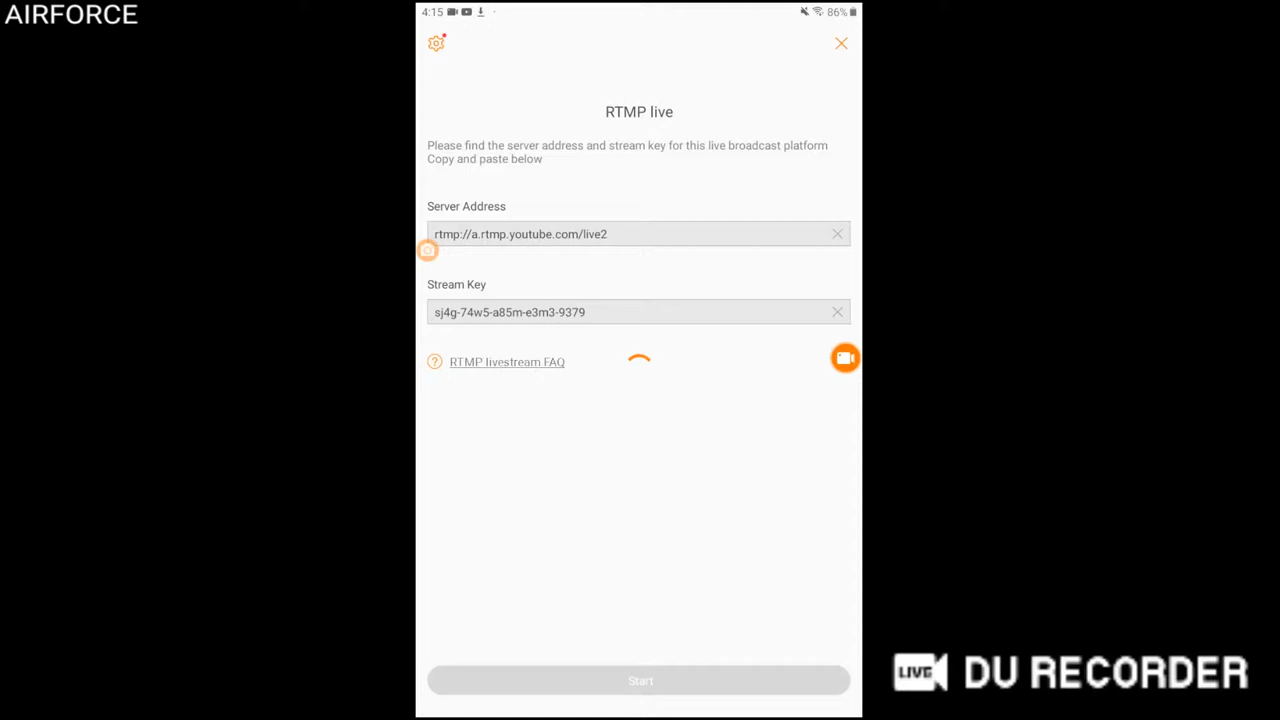 AIRFORCE
4:15
86%
RTMP live
Please find the server address and stream key for this live broadcast platform
Copy and paste below
Server Address
rtmp://a.rtmp.youtube.com/live2
Stream Key
sj4g-74w5-a85m-e3m3-9379
? RTMP livestream FAQ
Start
LIVE DU RECORDER